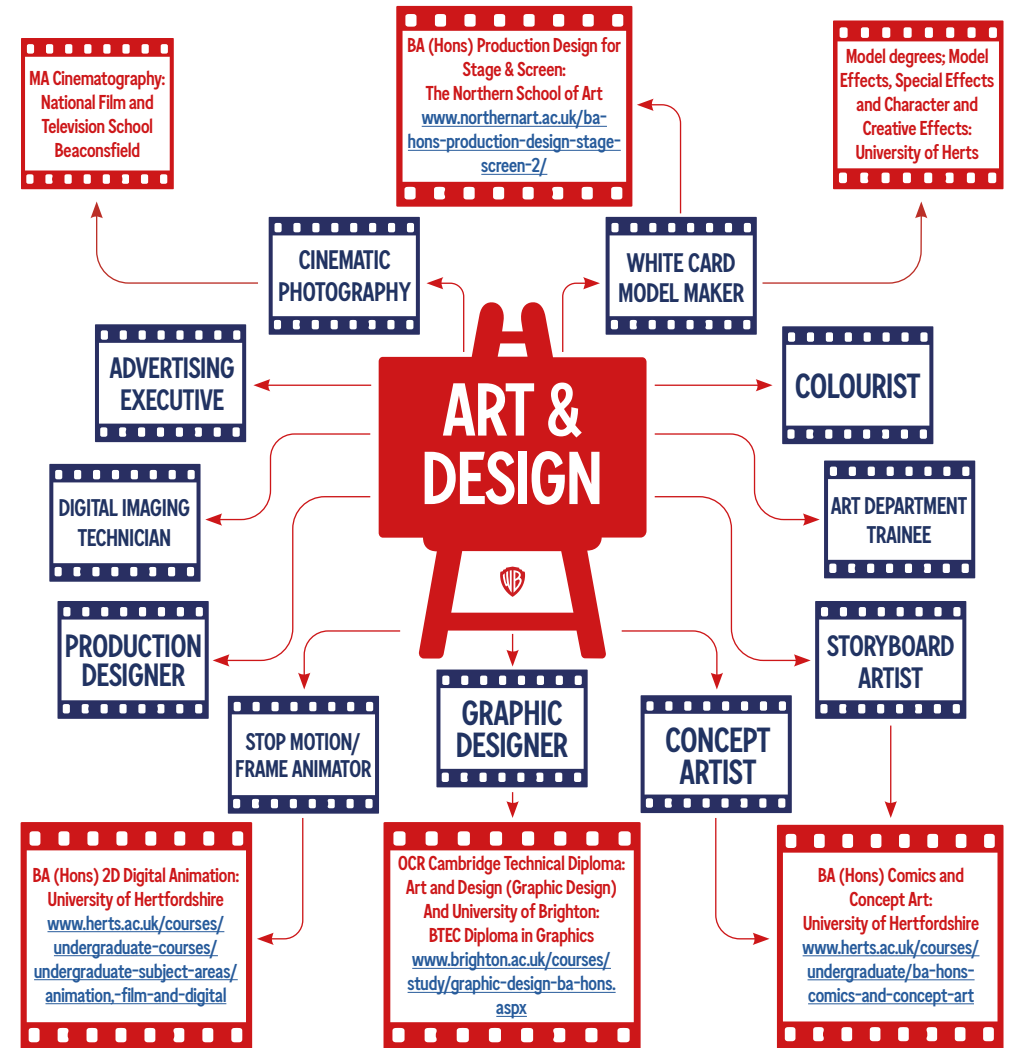 MA Cinematography:
National Film and
Television School
Beaconsfield
BA (Hons) Production Design for
Stage & Screen:
The Northern School of Art
www.northernart.ac.uk/ba-
hons-production-design-stage-
screen-2/
Model degrees; Model
Effects, Special Effects
and Character and
Creative Effects:
University of Herts
CINEMATIC
PHOTOGRAPHY
WHITE CARD
MODEL MAKER
ADVERTISING
EXECUTIVE
ART &
DESIGN
COLOURIST
DIGITAL IMAGING
TECHNICIAN
ART DEPARTMENT
TRAINEE
WB
PRODUCTION
DESIGNER
STORYBOARD
ARTIST
STOP MOTION/
FRAME ANIMATOR
GRAPHIC
DESIGNER
CONCEPT
ARTIST
BA (Hons) 2D Digital Animation:
University of Hertfordshire
www.herts.ac.uk/courses/
undergraduate-courses/
undergraduate-subject-areas/
animation,-film-and-digital
OCR Cambridge Technical Diploma:
Art and Design (Graphic Design)
And University of Brighton:
BTEC Diploma in Graphics
www.brighton.ac.uk/courses/
study/graphic-design-ba-hons.
aspx
BA (Hons) Comics and
Concept Art:
University of Hertfordshire
www.herts.ac.uk/courses/
undergraduate/ba-hons-
comics-and-concept-art